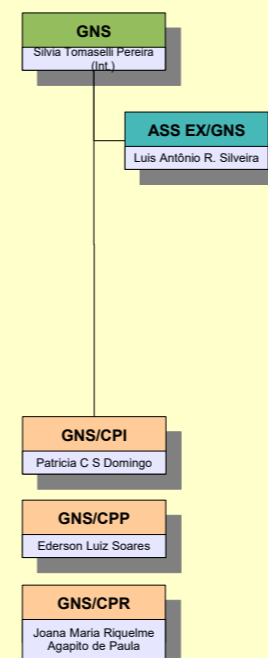 GNS
Silvia Tomaselli Pereira
(Int.)
ASS EX/GNS
Luis Antônio R. Silveira
GNS/CPI
Patricia C S Domingo
GNS/CPP
Ederson Luiz Soares
GNS/CPR
Joana Maria Riquelme
Agapito de Paula